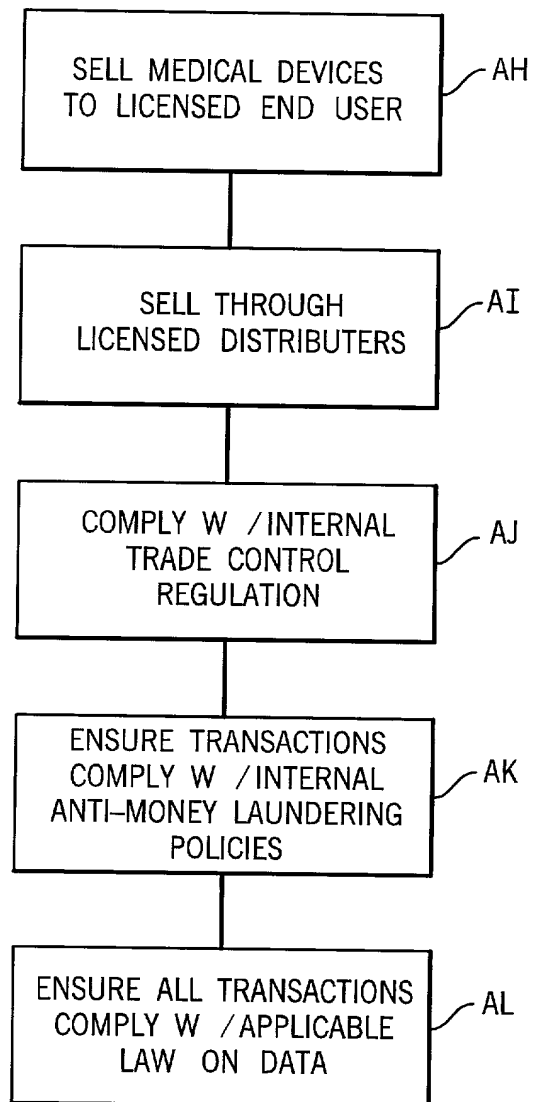 SELL MEDICAL DEVICES
TO LICENSED END USER
AH
SELL THROUGH
LICENSED DISTRIBUTERS
AI
COMPLY W /INTERNAL
TRADE CONTROL
REGULATION
AJ
ENSURE TRANSACTIONS
COMPLY W /INTERNAL
ANTI–MONEY LAUNDERING
POLICIES
AK
ENSURE ALL TRANSACTIONS
COMPLY W /APPLICABLE
LAW ON DATA
AL